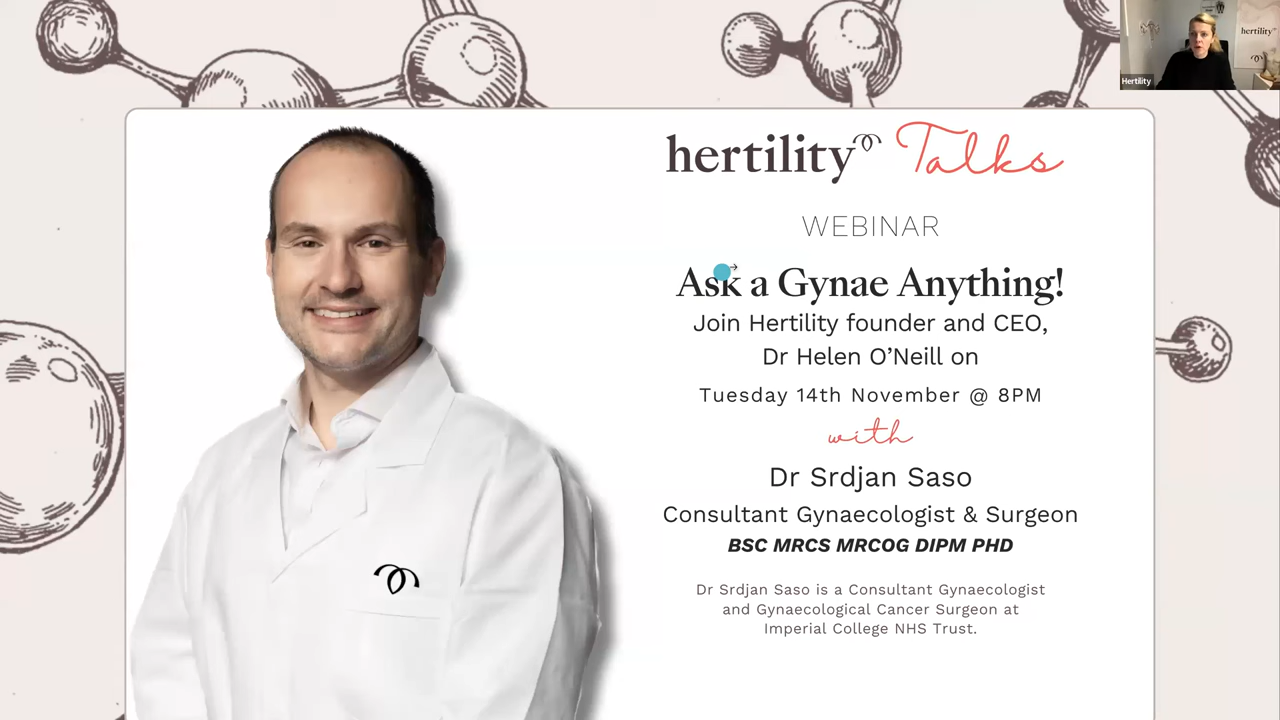 hertility Talks
WEBINAR
Ask a Gynae Anything!
Join Hertility founder and CEO,
Dr Helen O’Neill on
Tuesday 14th November @ 8PM
with
Dr Srdjan Saso
Consultant Gynaecologist & Surgeon
BSC MRCS MRCOG DIPM PHD
Dr Srdjan Saso is a Consultant Gynaecologist
and Gynaecological Cancer Surgeon at
Imperial College NHS Trust.
hertility
Hertility